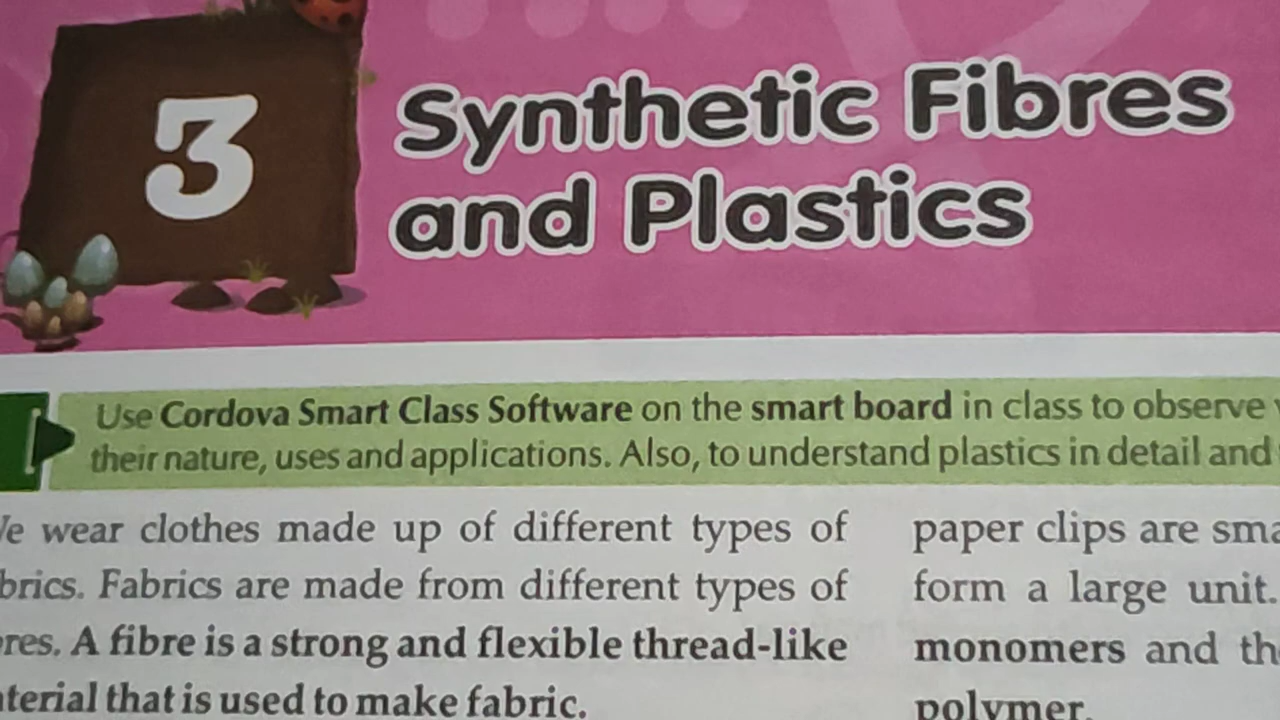 3
Synthetic Fibres
and Plastics
Use Cordova Smart Class Software on the smart board in class to observe
their nature, uses and applications. Also, to understand plastics in detail and
wear clothes made up of different types of
Fabrics are made from different types of
A fibre is a strong and flexible thread-like
that is used to make fabric.
paper clips are
form a large unit.
monomers and
polymer.